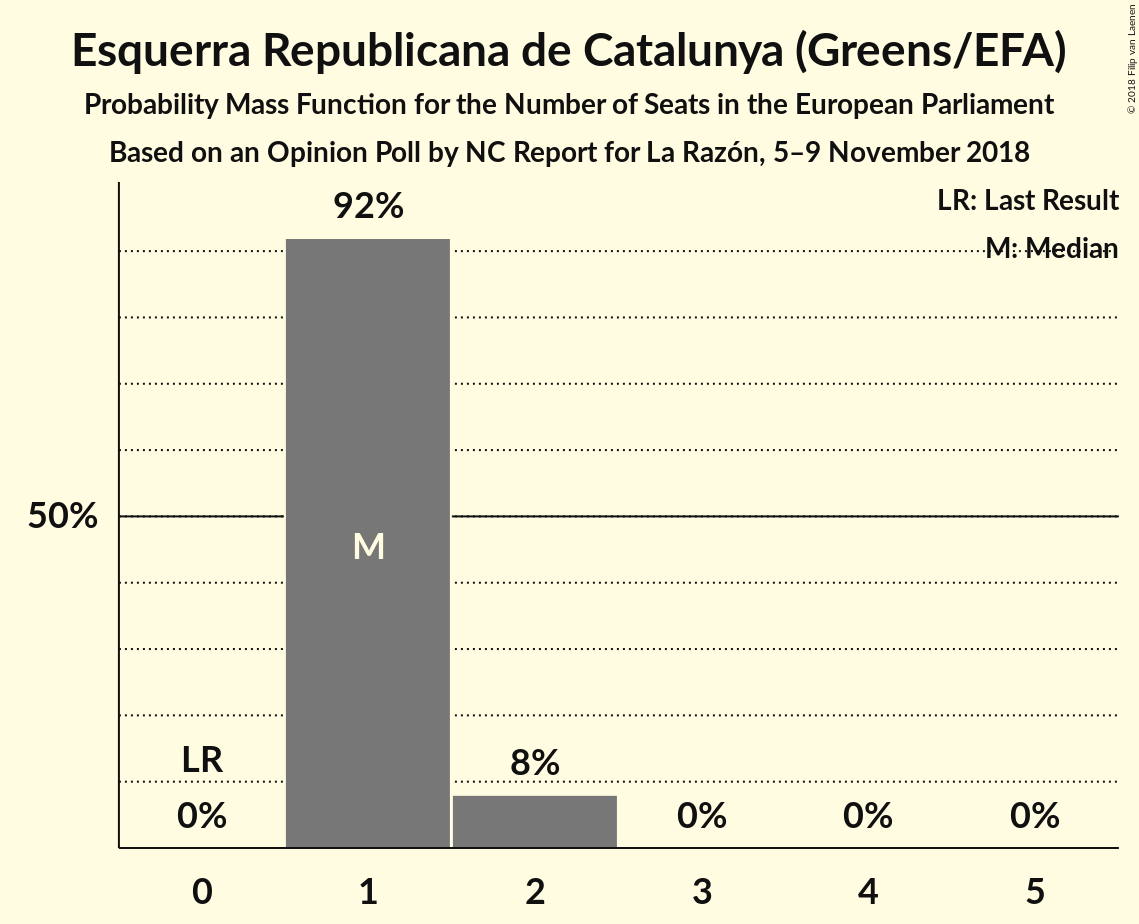 Esquerra Republicana de Catalunya (Greens/EFA)
Probability Mass Function for the Number of Seats in the European Parliament
Based on an Opinion Poll by NC Report for La Razón, 5–9 November 2018
© 2018 Filip van Laenen
LR: Last Result
M: Median
92%
50%
M
LR
8%
0%
0%
0%
0%
0
1
2
3
4
5